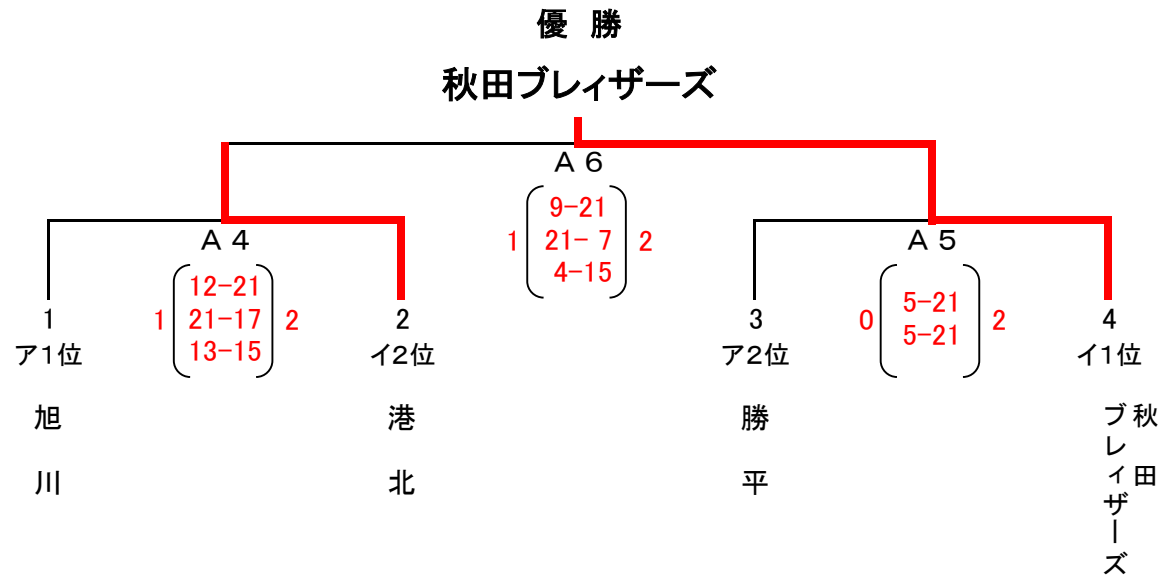 優 勝
秋田ブレィザーズ
A 6
9-21
1 21- 7 2
4-15
A 4
12-21
1 21-17 2
13-15
A 5
5-21
0 2
5-21
1 2 3 4
ア1位 イ2位 ア2位 イ1位
旭川
港北
勝平
秋田
ブレィザーズ